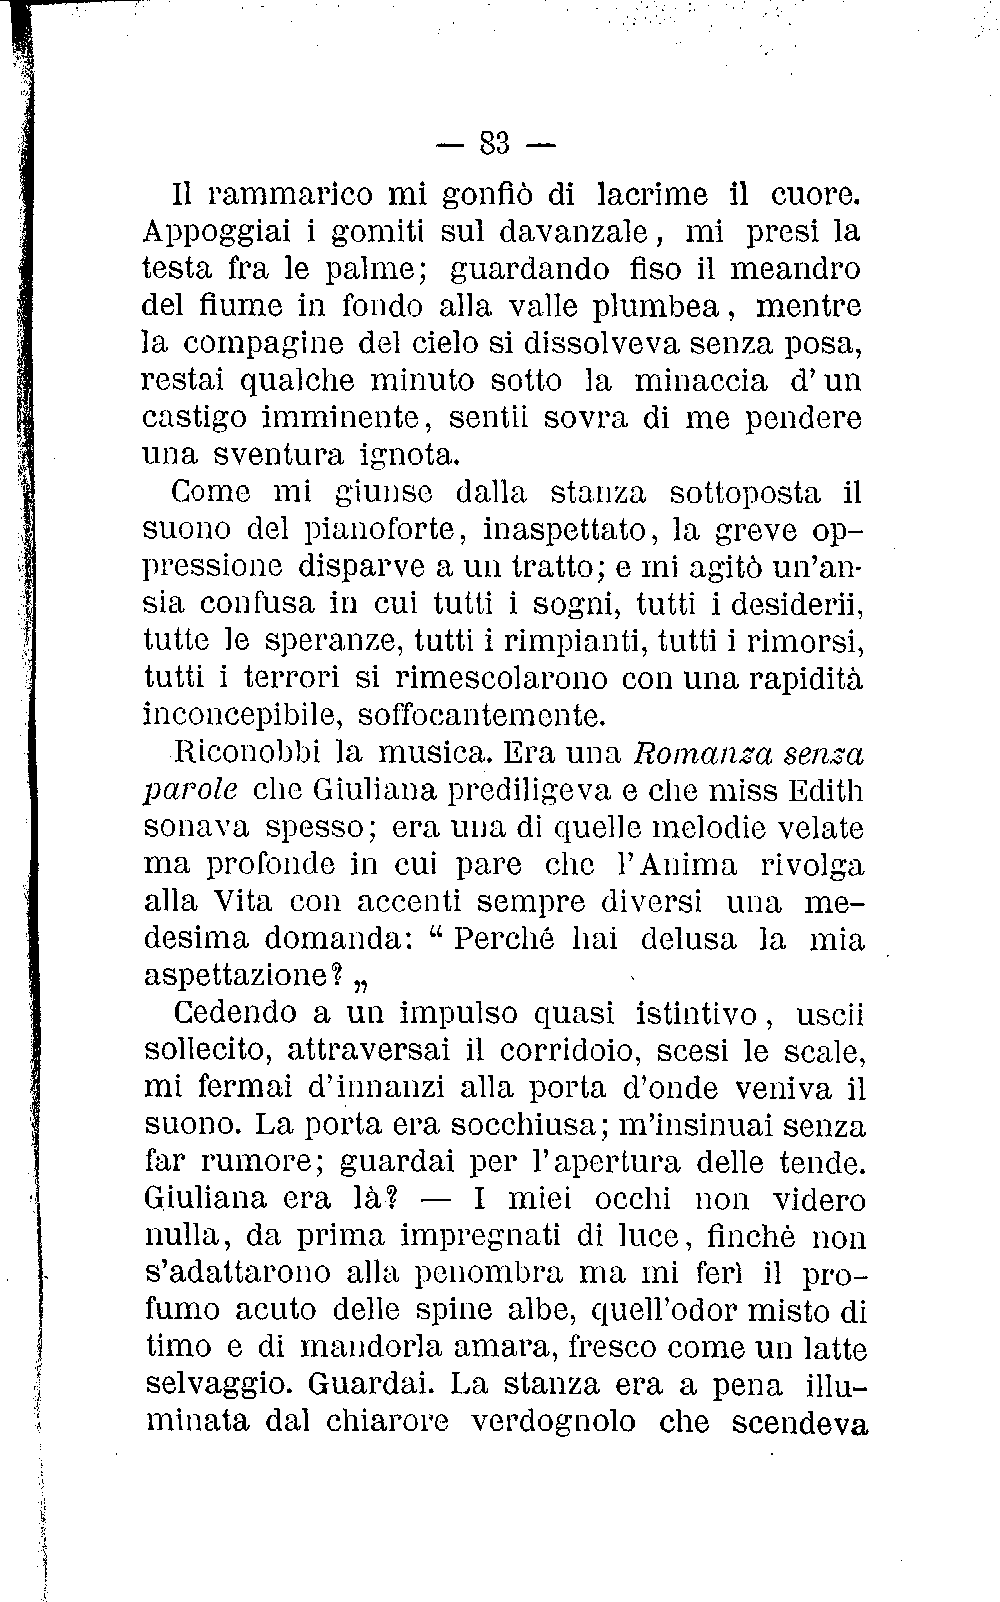 — 83 —
Il rammarico mi gonfiò di lacrime il cuore.
Appoggiai i gomiti sul davanzale, mi presi la
testa fra le palme; guardando fiso il meandro
del fiume in fondo alla valle plumbea, mentre
la compagine del cielo si dissolveva senza posa,
restai qualche minuto sotto la minaccia d'un
castigo imminente, sentii sovra di me pendere
una sventura ignota.
Come mi giunse dalla stanza sottoposta il
suono del pianoforte, inaspettato, la greve op-
pressione disparve a un tratto; e mi agitò un'an-
sia confusa in cui tutti i sogni, tutti i desiderii,
tutte le speranze, tutti i rimpianti, tutti i rimorsi,
tutti i terrori si rimescolarono con una rapidità
inconcepibile, soffocantemente.
Riconobbi la musica. Era una Romanza senza
parole che Giuliana prediligeva e che miss Edith
sonava spesso; era una di quelle melodie velate
ma profonde in cui pare che l'Anima rivolga
alla Vita con accenti sempre diversi una me-
desima domanda: “ Perché hai delusa la mia
aspettazione? „
Cedendo a un impulso quasi istintivo, uscii
sollecito, attraversai il corridoio, scesi le scale,
mi fermai d'innanzi alla porta d'onde veniva il
suono. La porta era socchiusa; m'insinuai senza
far rumore; guardai per l'apertura delle tende.
Giuliana era là? — I miei occhi non videro
nulla, da prima impregnati di luce, finché non
s'adattarono alla penombra ma mi ferì il pro-
fumo acuto delle spine albe, quell'odor misto di
timo e di mandorla amara, fresco come un latte
selvaggio. Guardai. La stanza era a pena illu-
minata dal chiarore verdognolo che scendeva